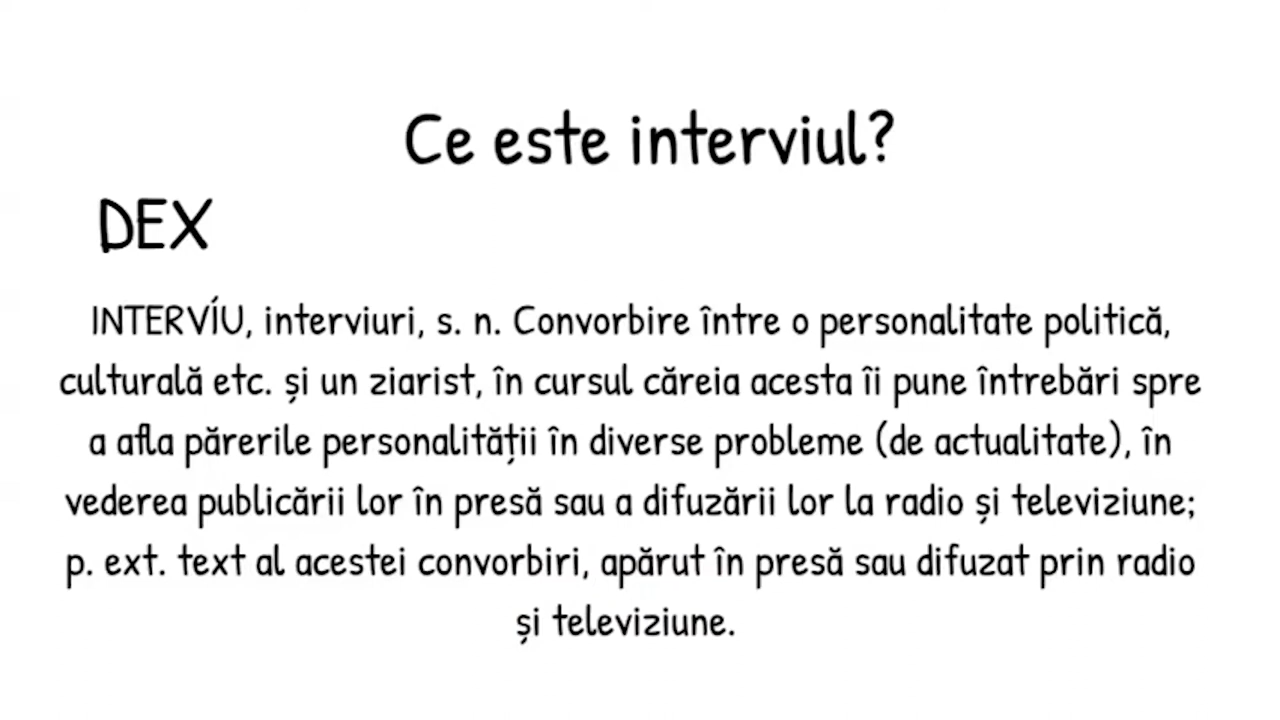 Ce este interviul?
DEX
INTERVÍU, interviuri, s. n. Convorbire între o personalitate politică,
culturală etc. și un ziarist, în cursul căreia acesta îi pune întrebări spre
a afla părerile personalității în diverse probleme (de actualitate), în
vederea publicării lor în presă sau a difuzării lor la radio și televiziune;
p. ext. text al acestei convorbiri, apărut în presă sau difuzat prin radio
și televiziune.